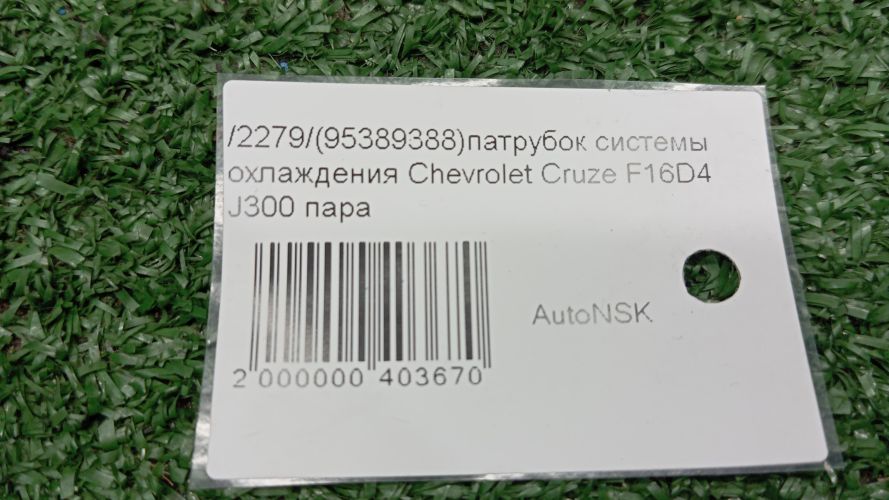 /2279/(95389388)патрубок системы
охлаждения Chevrolet Cruze F16D4
J300 пара
AutoNSK
2 000000 403670